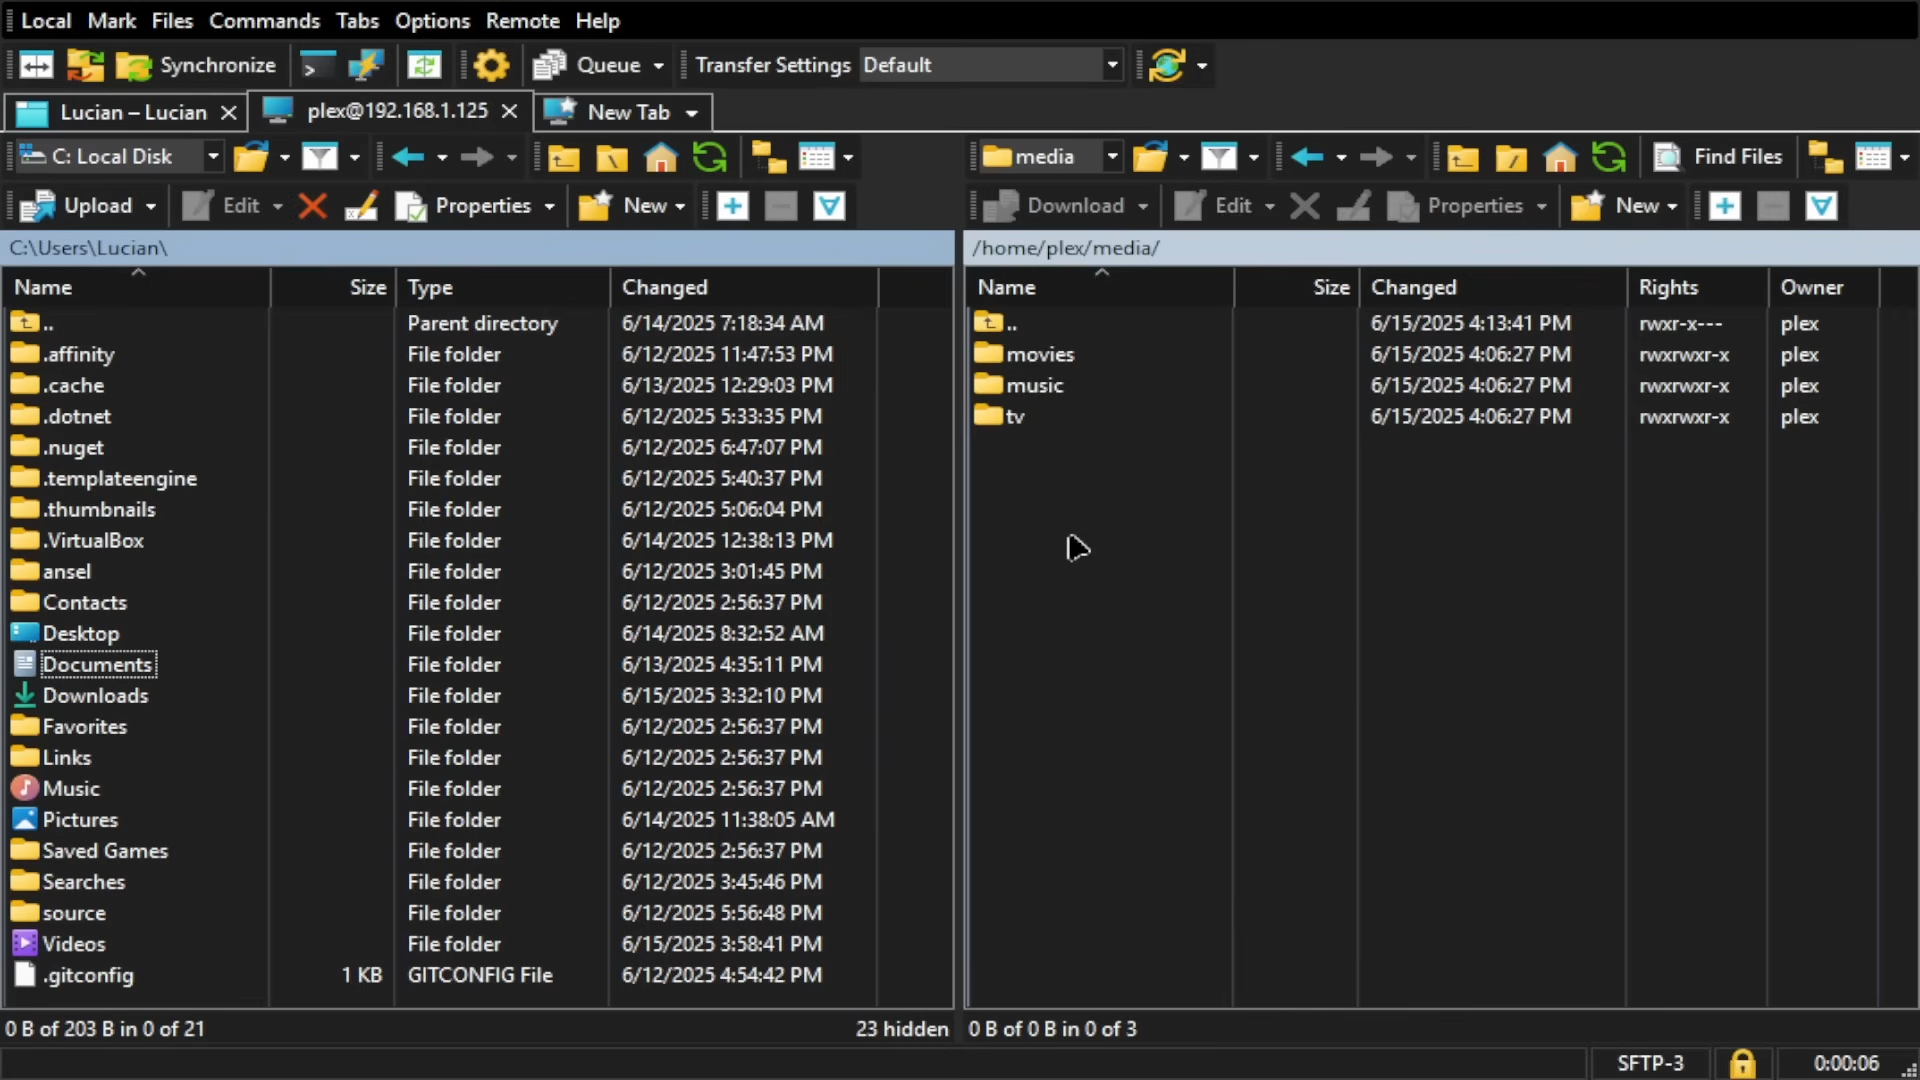 Local Mark Files Commands Tabs Options Remote Help
Synchronize Queue Transfer Settings Default
Lucian – Lucian plex@192.168.1.125 New Tab
C: Local Disk
Upload Edit Properties New
C:\Users\Lucian\
Name Size Type Changed
.. Parent directory 6/14/2025 7:18:34 AM
.affinity File folder 6/12/2025 11:47:53 PM
.cache File folder 6/13/2025 12:29:03 PM
.dotnet File folder 6/12/2025 5:33:35 PM
.nuget File folder 6/12/2025 6:47:07 PM
.templateengine File folder 6/12/2025 5:40:37 PM
.thumbnails File folder 6/12/2025 5:06:04 PM
.VirtualBox File folder 6/14/2025 12:38:13 PM
ansel File folder 6/12/2025 3:01:45 PM
Contacts File folder 6/12/2025 2:56:37 PM
Desktop File folder 6/14/2025 8:32:52 AM
Documents File folder 6/13/2025 4:35:11 PM
Downloads File folder 6/15/2025 3:32:10 PM
Favorites File folder 6/12/2025 2:56:37 PM
Links File folder 6/12/2025 2:56:37 PM
Music File folder 6/12/2025 2:56:37 PM
Pictures File folder 6/14/2025 11:38:05 AM
Saved Games File folder 6/12/2025 2:56:37 PM
Searches File folder 6/12/2025 3:45:46 PM
source File folder 6/12/2025 5:56:48 PM
Videos File folder 6/15/2025 3:58:41 PM
.gitconfig 1 KB GITCONFIG File 6/12/2025 4:54:42 PM
0 B of 203 B in 0 of 21 23 hidden
media Find Files
Download Edit Properties New
/home/plex/media/
Name Size Changed Rights Owner
.. 6/15/2025 4:13:41 PM rwxr-x--- plex
movies 6/15/2025 4:06:27 PM rwxrwxr-x plex
music 6/15/2025 4:06:27 PM rwxrwxr-x plex
tv 6/15/2025 4:06:27 PM rwxrwxr-x plex
0 B of 0 B in 0 of 3
SFTP-3 0:00:06